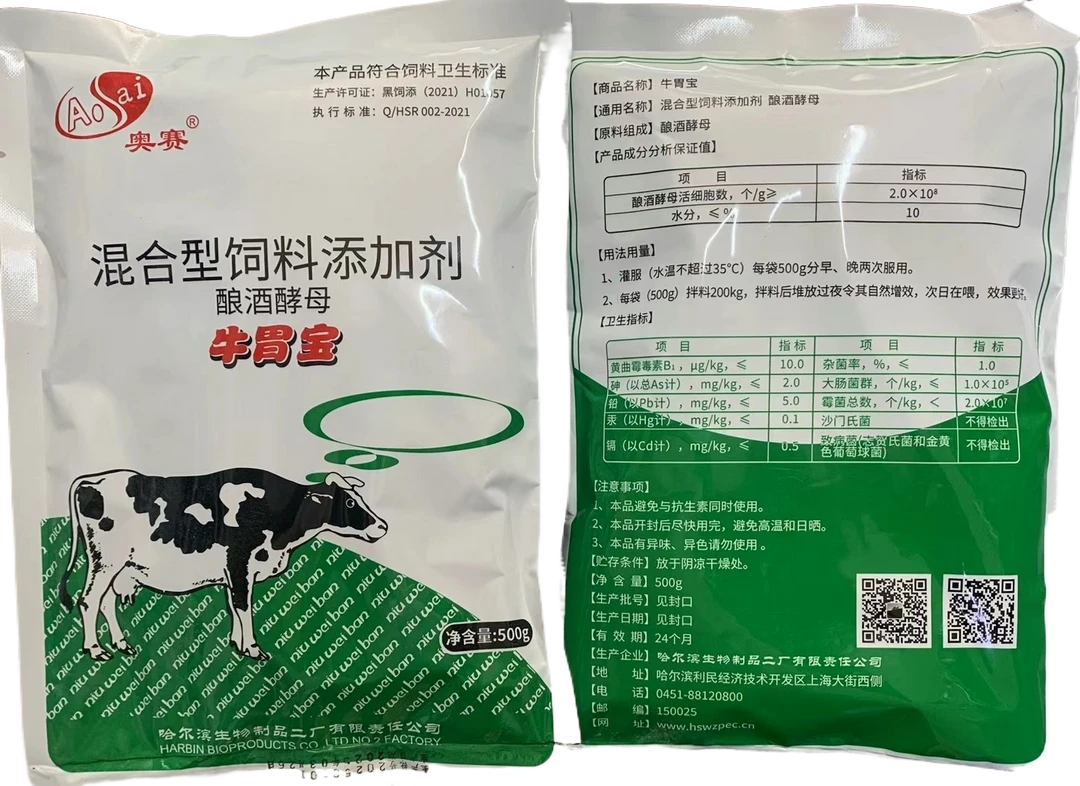 AoSai
奥赛®
本产品符合饲料卫生标准
生产许可证：黑饲添（2021）H01057
执 行 标 准：Q/HSR 002-2021
混合型饲料添加剂
酿酒酵母
牛胃宝
niu wei ban niu wei ban niu wei ban
净含量:500g
哈尔滨生物制品二厂有限责任公司
HARBIN BIOPRODUCTS CO.,LTD NO.2 FACTORY
【商品名称】牛胃宝
【通用名称】混合型饲料添加剂 酿酒酵母
【原料组成】酿酒酵母
【产品成分分析保证值】
项 目 指标
酿酒酵母活细胞数，个/g≥ 2.0×10⁸
水分，≤ % 10
【用法用量】
1、灌服（水温不超过35℃）每袋500g分早、晚两次服用。
2、每袋（500g）拌料200kg，拌料后堆放过夜令其自然增效，次日在喂，效果更好。
【卫生指标】
项 目 指 标 项 目 指 标
黄曲霉毒素B₁，μg/kg，≤ 10.0 杂菌率，%，≤ 1.0
砷（以总As计），mg/kg，≤ 2.0 大肠菌群，个/kg，≤ 1.0×10⁵
铅（以Pb计），mg/kg，≤ 5.0 霉菌总数，个/kg，＜ 2.0×10⁷
汞（以Hg计），mg/kg，≤ 0.1 沙门氏菌 不得检出
镉（以Cd计），mg/kg，≤ 0.5 致病菌(志贺氏菌和金黄色葡萄球菌) 不得检出
【注意事项】
1、本品避免与抗生素同时使用。
2、本品开封后尽快用完，避免高温和日晒。
3、本品有异味、异色请勿使用 。
【贮存条件】放于阴凉干燥处。
【净 含 量】500g
【生产批号】见封口
【生产日期】见封口
【有 效 期】24个月
【生产企业】哈尔滨生物制品二厂有限责任公司
【地 址】哈尔滨利民经济技术开发区上海大街西侧
【电 话】0451-88120800
【邮 编】150025
【网 址】www.hswzpec.cn